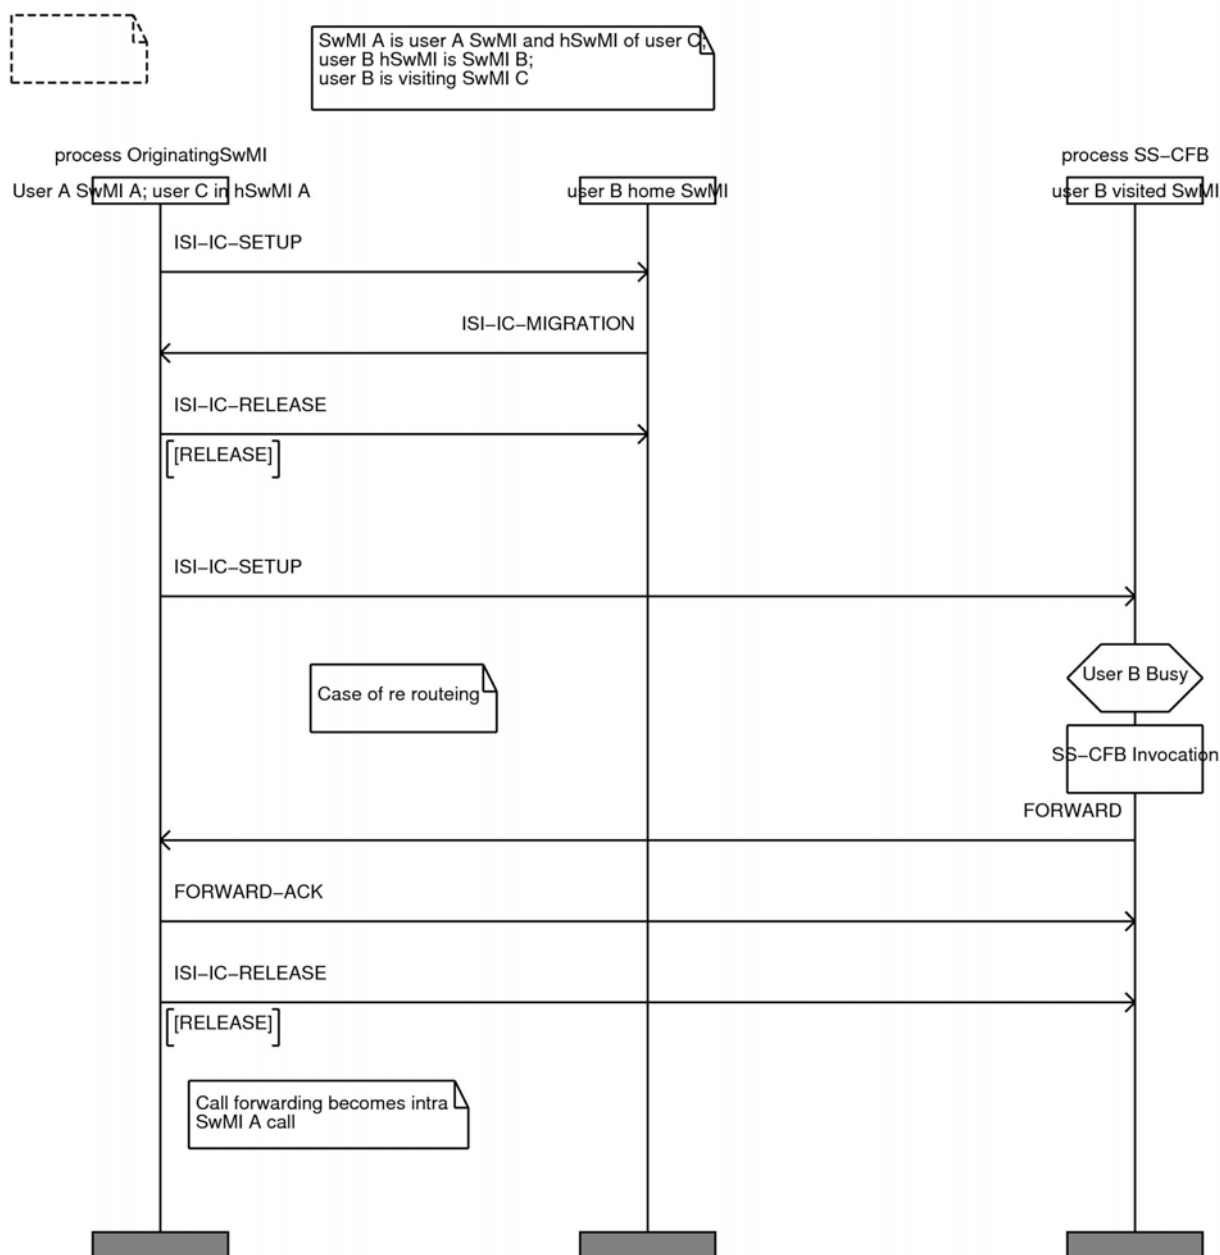 SwMI A is user A SwMI and hSwMI of user C;
user B hSwMI is SwMI B;
user B is visiting SwMI C
process OriginatingSwMI
process SS–CFB
User A SwMI A; user C in hSwMI A
user B home SwMI
user B visited SwMI
ISI–IC–SETUP
ISI–IC–MIGRATION
ISI–IC–RELEASE
[RELEASE]
ISI–IC–SETUP
User B Busy
Case of re routeing
SS–CFB Invocation
FORWARD
FORWARD–ACK
ISI–IC–RELEASE
[RELEASE]
Call forwarding becomes intra
SwMI A call